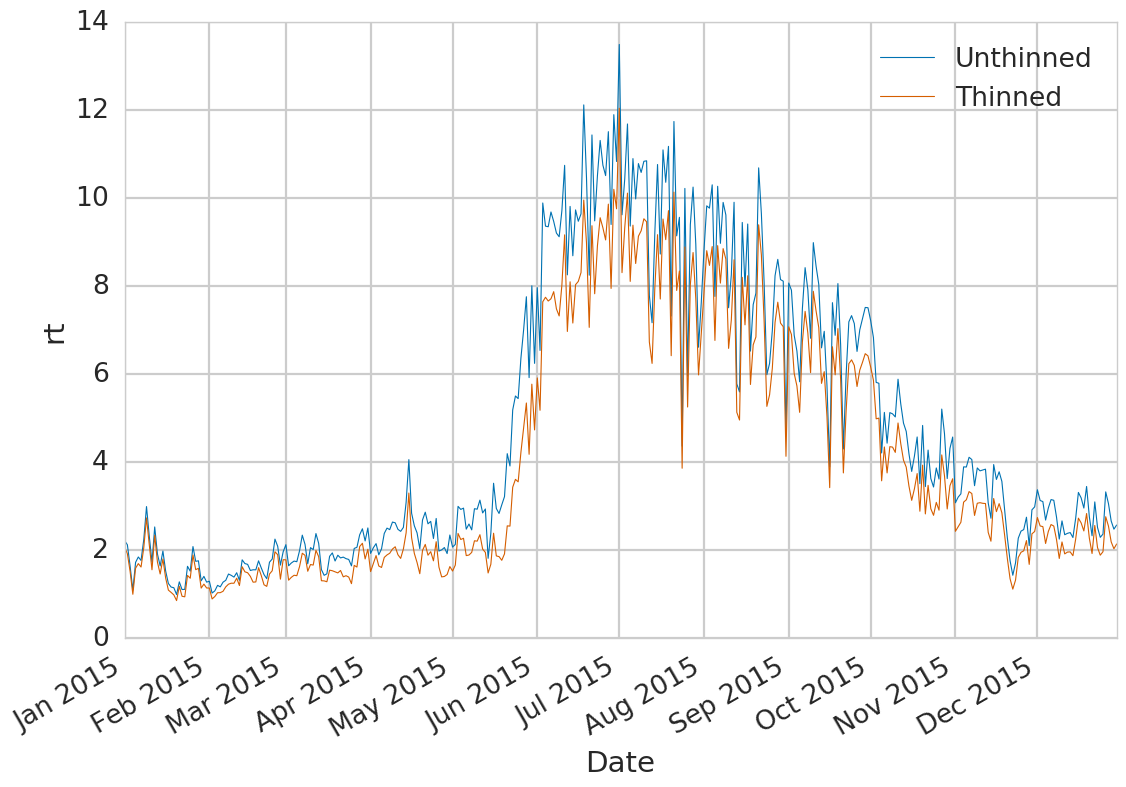 14
12
10
8
6
4
2
0
rt
Unthinned
Thinned
Jan 2015
Feb 2015
Mar 2015
Apr 2015
May 2015
Jun 2015
Jul 2015
Aug 2015
Sep 2015
Oct 2015
Nov 2015
Dec 2015
Date